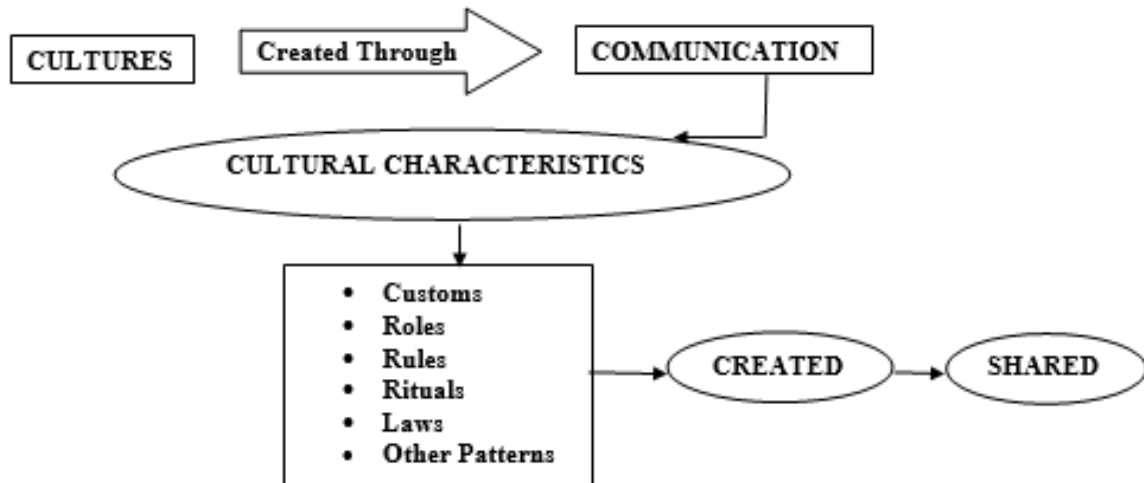 CULTURES
Created Through
COMMUNICATION
CULTURAL CHARACTERISTICS
• Customs
• Roles
• Rules
• Rituals
• Laws
• Other Patterns
CREATED
SHARED